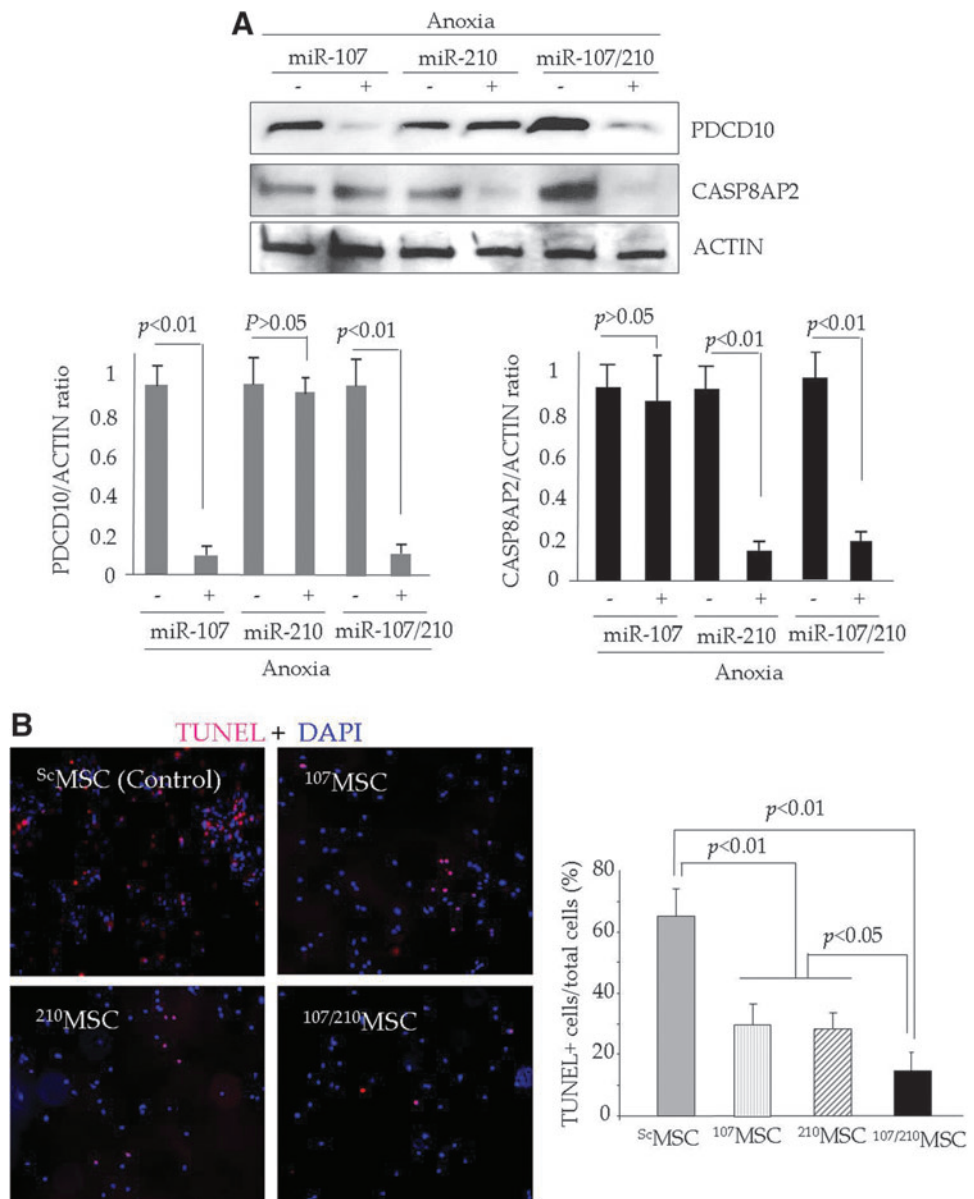 A
Anoxia
miR-107 miR-210 miR-107/210
- + - + - +
PDCD10
CASP8AP2
ACTIN
p<0.01 P>0.05 p<0.01
PDCD10/ACTIN ratio
1
0.8
0.6
0.4
0.2
0
- + - + - +
miR-107 miR-210 miR-107/210
Anoxia
p>0.05 p<0.01 p<0.01
CASP8AP2/ACTIN ratio
1
0.8
0.6
0.4
0.2
0
- + - + - +
miR-107 miR-210 miR-107/210
Anoxia
B
TUNEL + DAPI
ScMSC (Control)
107MSC
210MSC
107/210MSC
p<0.01
p<0.01
p<0.05
TUNEL+ cells/total cells (%)
80
60
40
20
0
ScMSC 107MSC 210MSC 107/210MSC